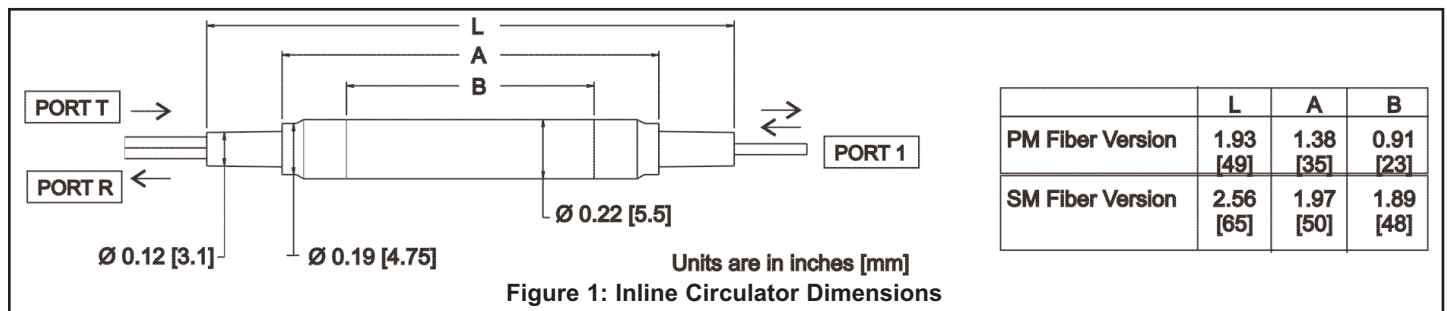 L
A
B
PORT T
PORT R
PORT 1
Ø 0.22 [5.5]
Ø 0.12 [3.1]
Ø 0.19 [4.75]
Units are in inches [mm]
L A B
PM Fiber Version 1.93 1.38 0.91
[49] [35] [23]
SM Fiber Version 2.56 1.97 1.89
[65] [50] [48]
Figure 1: Inline Circulator Dimensions